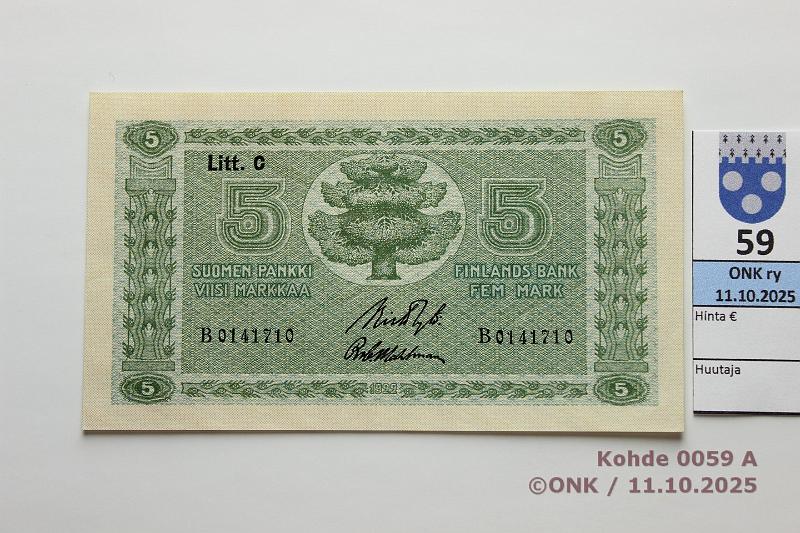 5 5
Litt. C
5 5
SUOMEN PANKKI FINLANDS BANK
VIISI MARKKAA FEM MARK
B0141710 B0141710
5 1922 5
59
ONK ry
11.10.2025
Hinta €
Huutaja
Kohde 0059 A
©ONK / 11.10.2025